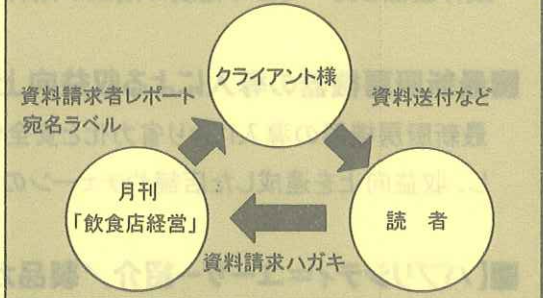 クライアント様
資料請求者レポート
宛名ラベル
資料送付など
月刊
「飲食店経営」
読者
資料請求ハガキ